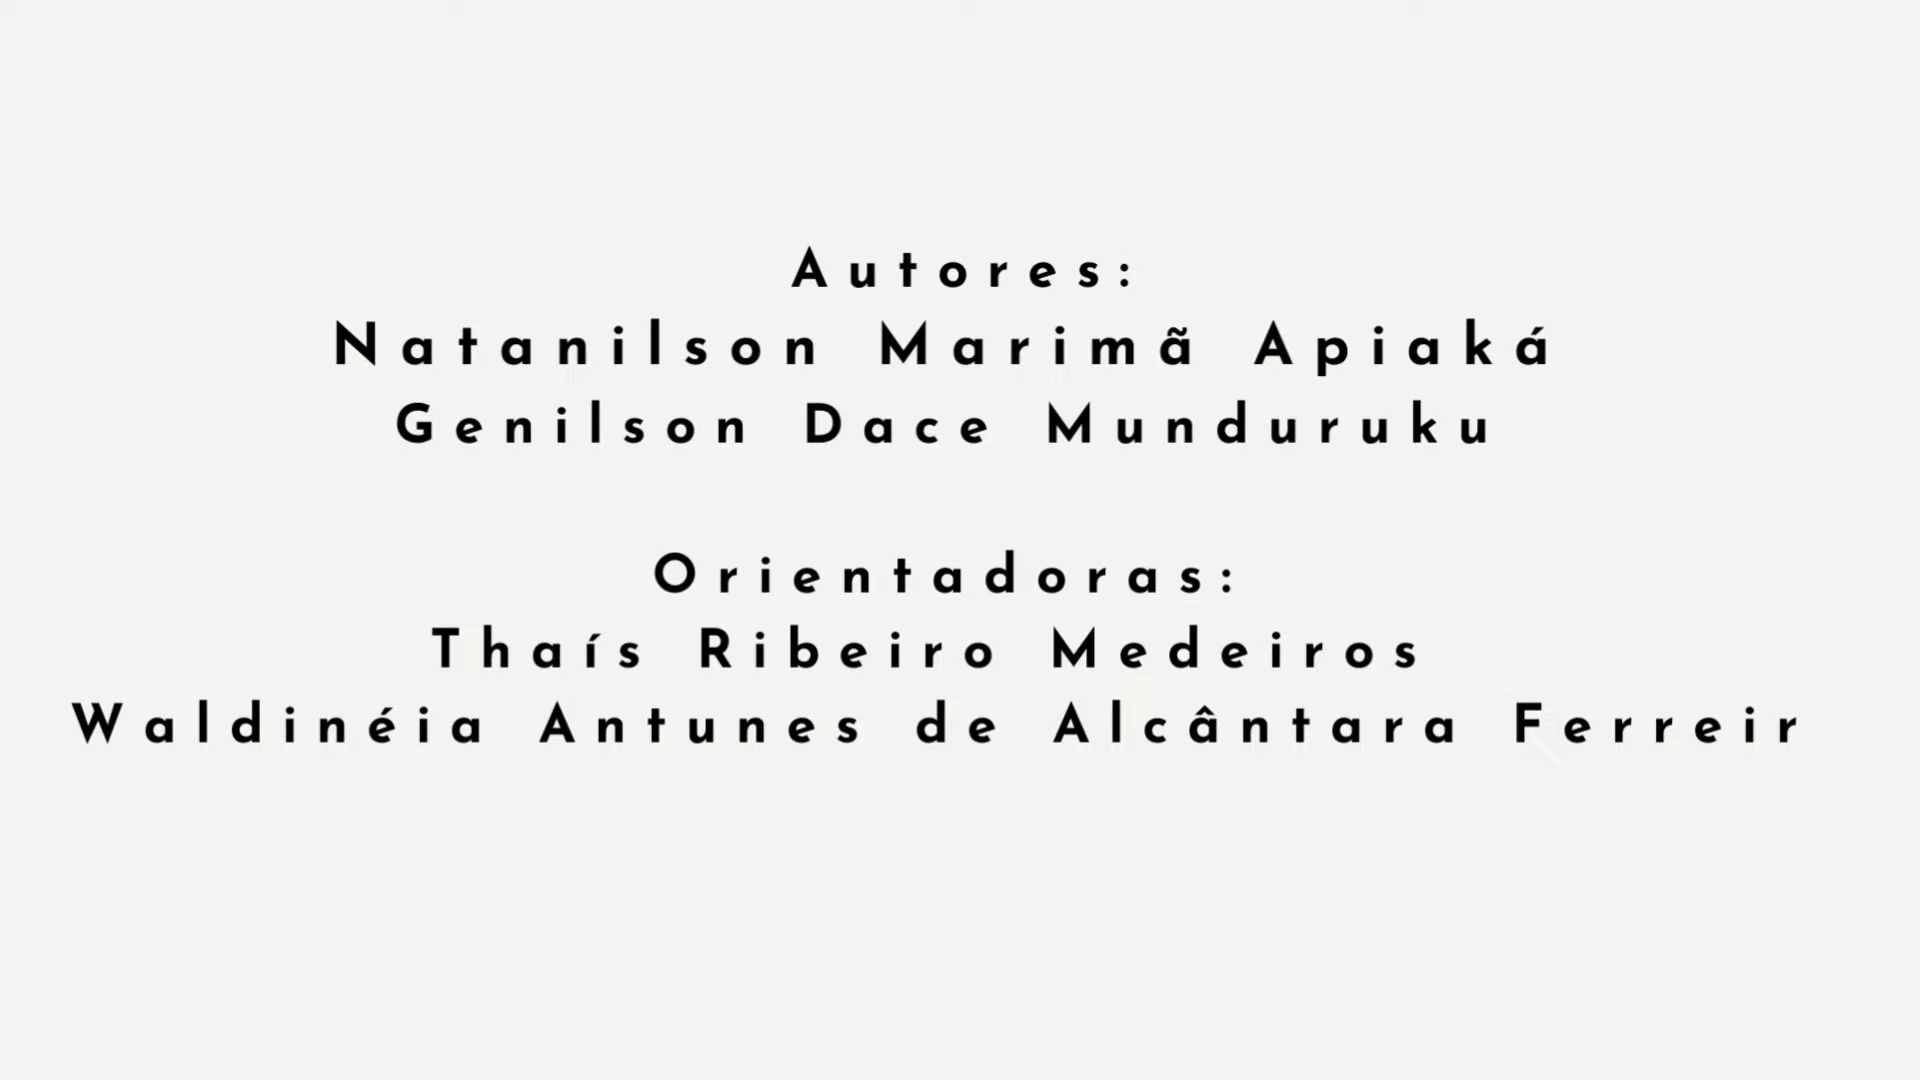 Autores:
Natanilson Marimã Apiaká
Genilson Dace Munduruku
Orientadoras:
Thaís Ribeiro Medeiros
Waldinéia Antunes de Alcântara Ferreir